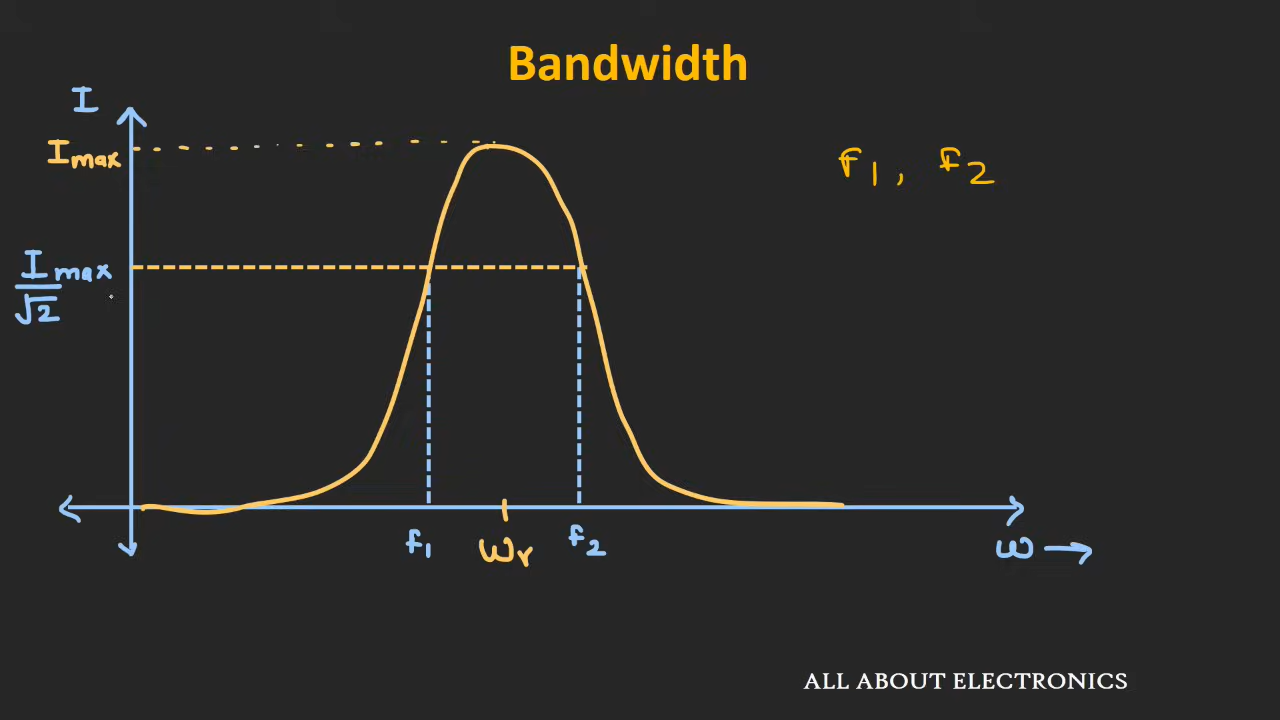 Bandwidth
I
Imax
f1, f2
Imax
√2
f1
ωr
f2
ω →
ALL ABOUT ELECTRONICS